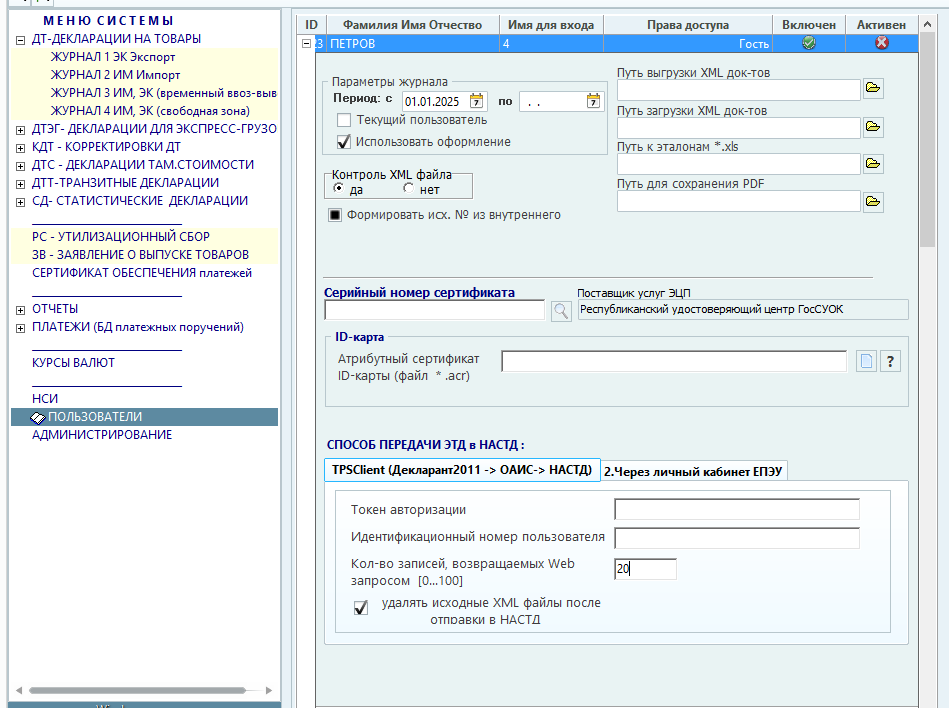 МЕНЮ СИСТЕМЫ
ДТ-ДЕКЛАРАЦИИ НА ТОВАРЫ
ЖУРНАЛ 1 ЭК Экспорт
ЖУРНАЛ 2 ИМ Импорт
ЖУРНАЛ 3 ИМ, ЭК (временный ввоз-выв
ЖУРНАЛ 4 ИМ, ЭК (свободная зона)
ДТЭГ- ДЕКЛАРАЦИИ ДЛЯ ЭКСПРЕСС-ГРУЗО
КДТ - КОРРЕКТИРОВКИ ДТ
ДТС - ДЕКЛАРАЦИИ ТАМ.СТОИМОСТИ
ДТТ-ТРАНЗИТНЫЕ ДЕКЛАРАЦИИ
СД- СТАТИСТИЧЕСКИЕ ДЕКЛАРАЦИИ
РС - УТИЛИЗАЦИОННЫЙ СБОР
ЗВ - ЗАЯВЛЕНИЕ О ВЫПУСКЕ ТОВАРОВ
СЕРТИФИКАТ ОБЕСПЕЧЕНИЯ платежей
ОТЧЕТЫ
ПЛАТЕЖИ (БД платежных поручений)
КУРСЫ ВАЛЮТ
НСИ
ПОЛЬЗОВАТЕЛИ
АДМИНИСТРИРОВАНИЕ
ID Фамилия Имя Отчество Имя для входа Права доступа Включен Активен
23 ПЕТРОВ 4 Гость
Параметры журнала
Период: с 01.01.2025 по . .
Текущий пользователь
Использовать оформление
Контроль XML файла
да нет
Формировать исх. № из внутреннего
Путь выгрузки XML док-тов
Путь загрузки XML док-тов
Путь к эталонам *.xls
Путь для сохранения PDF
Серийный номер сертификата
Поставщик услуг ЭЦП
Республиканский удостоверяющий центр ГосСУОК
ID-карта
Атрибутный сертификат
ID-карты (файл * .acr)
?
СПОСОБ ПЕРЕДАЧИ ЭТД в НАСТД :
TPSClient (Декларант2011 -> ОАИС-> НАСТД) 2.Через личный кабинет ЕПЭУ
Токен авторизации
Идентификационный номер пользователя
Кол-во записей, возвращаемых Web
запросом [0...100]
20
удалять исходные XML файлы после
отправки в НАСТД